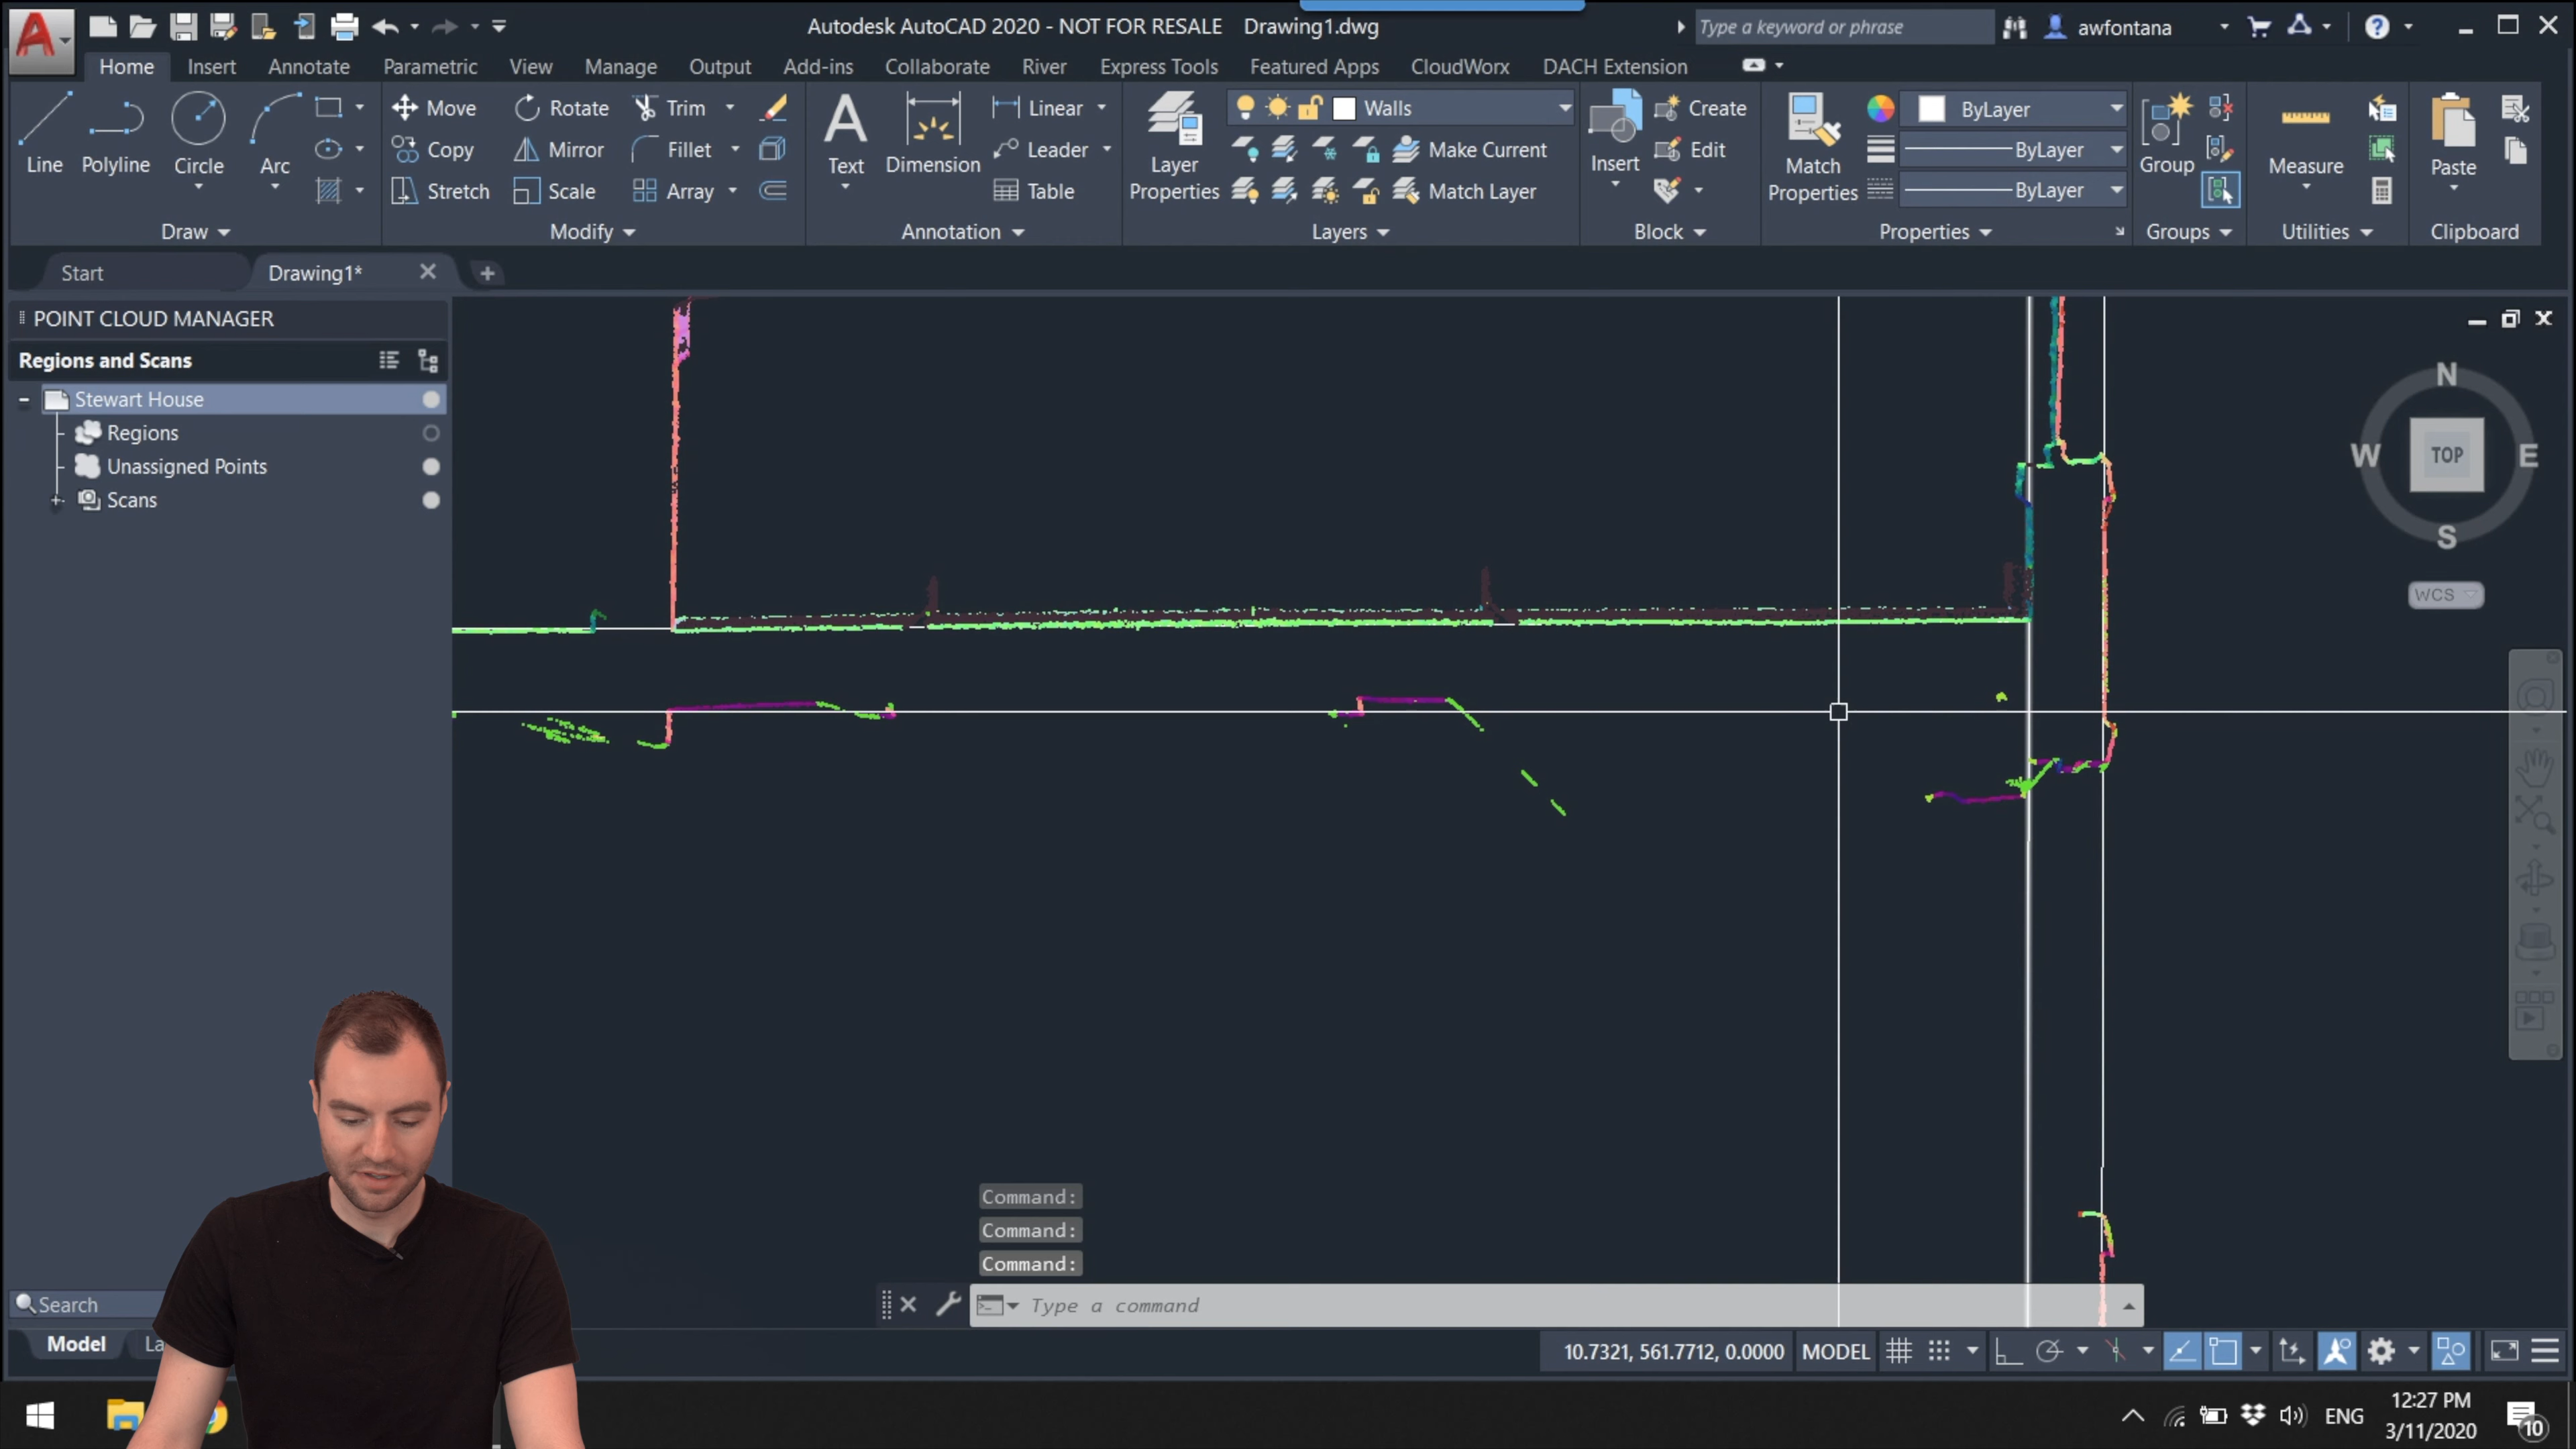 Autodesk AutoCAD 2020 - NOT FOR RESALE Drawing1.dwg
Type a keyword or phrase
awfontana
Home Insert Annotate Parametric View Manage Output Add-ins Collaborate River Express Tools Featured Apps CloudWorx DACH Extension
Line Polyline Circle Arc
Move Rotate Trim
Copy Mirror Fillet
Stretch Scale Array
Text Dimension
Linear
Leader
Table
Layer Properties
Walls
Make Current
Match Layer
Insert
Create
Edit
Match Properties
ByLayer
ByLayer
ByLayer
Group
Measure
Paste
Draw Modify Annotation Layers Block Properties Groups Utilities Clipboard
Start Drawing1*
POINT CLOUD MANAGER
Regions and Scans
Stewart House
Regions
Unassigned Points
Scans
N
W TOP E
S
WCS
Command:
Command:
Command:
Type a command
Search
Model La
10.7321, 561.7712, 0.0000 MODEL
ENG
12:27 PM
3/11/2020
10